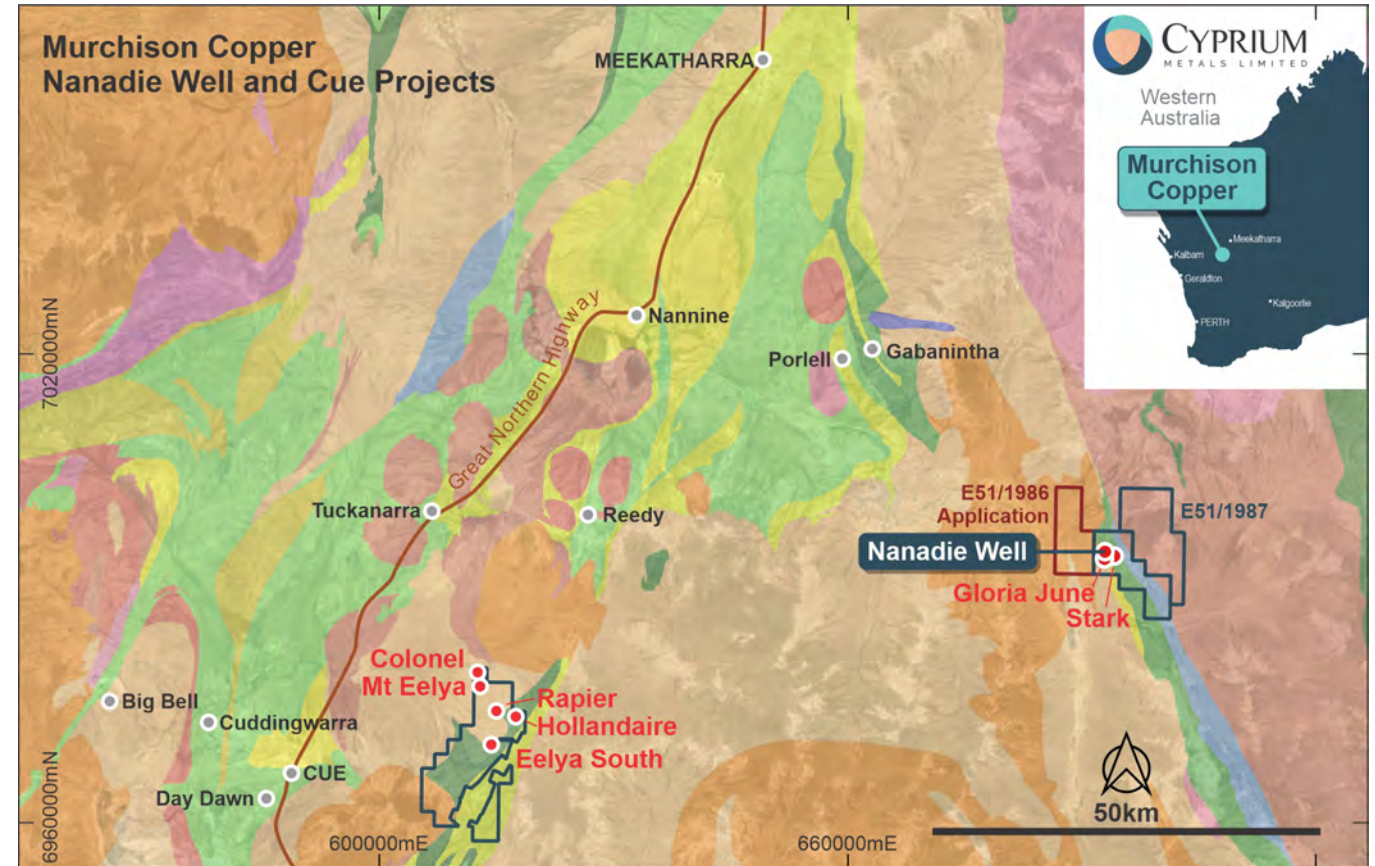 Murchison Copper
Nanadie Well and Cue Projects
MEEKATHARRA
CYPRIUM
METALS LIMITED
Western
Australia
Murchison
Copper
Meekatharra
Kalbarri
Geraldton
Kalgoorlie
PERTH
7020000mN
Great Northern Highway
Nannine
Porlell
Gabanintha
Tuckanarra
Reedy
E51/1986
Application
E51/1987
Nanadie Well
Gloria June
Stark
Colonel
Mt Eelya
Rapier
Hollandaire
Eelya South
Big Bell
Cuddingwarra
CUE
Day Dawn
6960000mN
600000mE
660000mE
50km